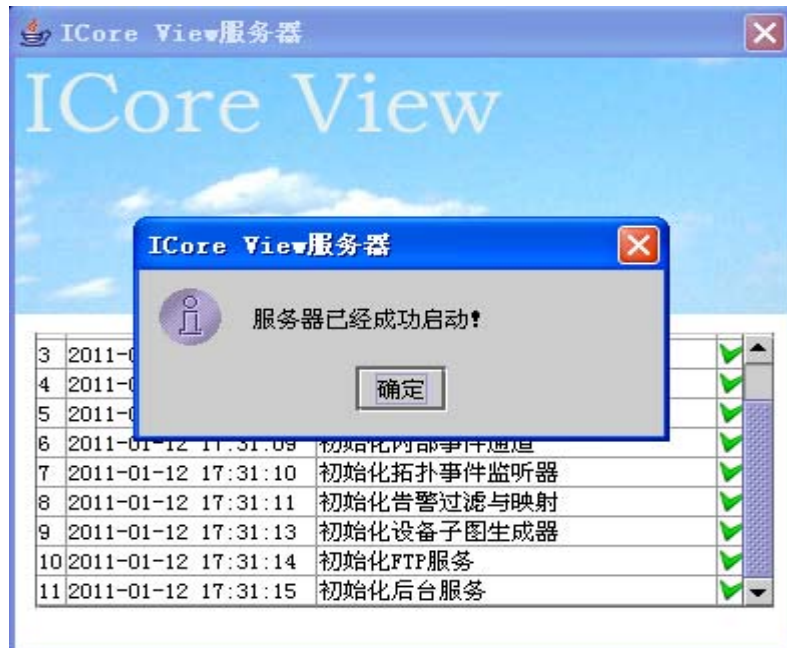 ICore View服务器
ICore View
ICore View服务器
服务器已经成功启动!
确定
3 2011-0
4 2011-0
5 2011-0
6 2011-01-12 17:31:09 初始化内部事件通道
7 2011-01-12 17:31:10 初始化拓扑事件监听器
8 2011-01-12 17:31:11 初始化告警过滤与映射
9 2011-01-12 17:31:13 初始化设备子图生成器
10 2011-01-12 17:31:14 初始化FTP服务
11 2011-01-12 17:31:15 初始化后台服务